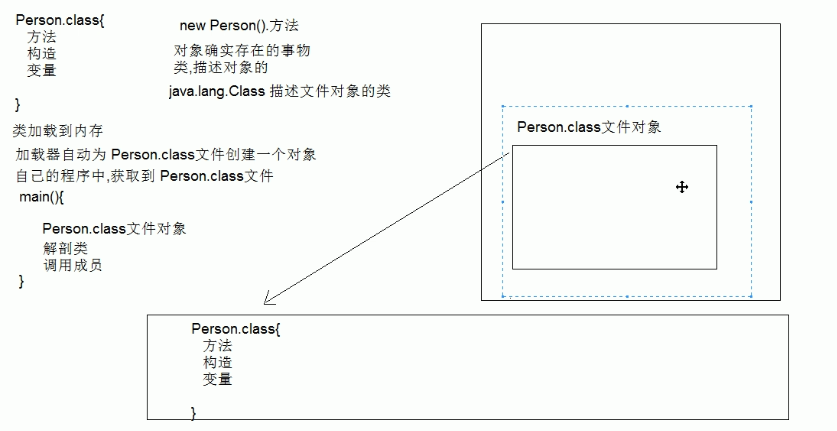 Person.class{
方法
构造
变量
}
new Person().方法
对象确实存在的事物
类,描述对象的
java.lang.Class 描述文件对象的类
类加载到内存
加载器自动为 Person.class文件创建一个对象
自己的程序中,获取到 Person.class文件
main(){
Person.class文件对象
解剖类
调用成员
}
Person.class文件对象
Person.class{
方法
构造
变量
}